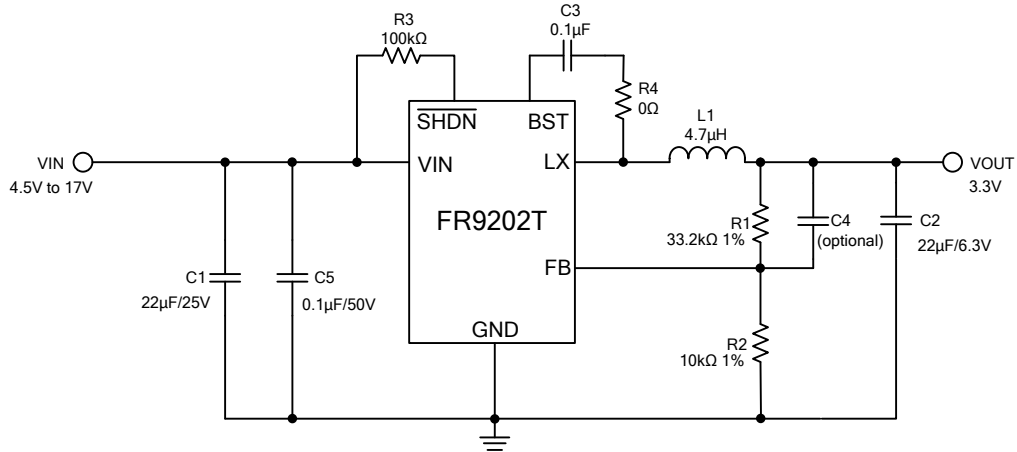 R3
100kΩ
C3
0.1μF
R4
0Ω
SHDN
BST
L1
4.7μH
VIN
4.5V to 17V
VIN
LX
VOUT
3.3V
FR9202T
R1
33.2kΩ 1%
C4
(optional)
C2
22μF/6.3V
FB
C1
22μF/25V
C5
0.1μF/50V
GND
R2
10kΩ 1%